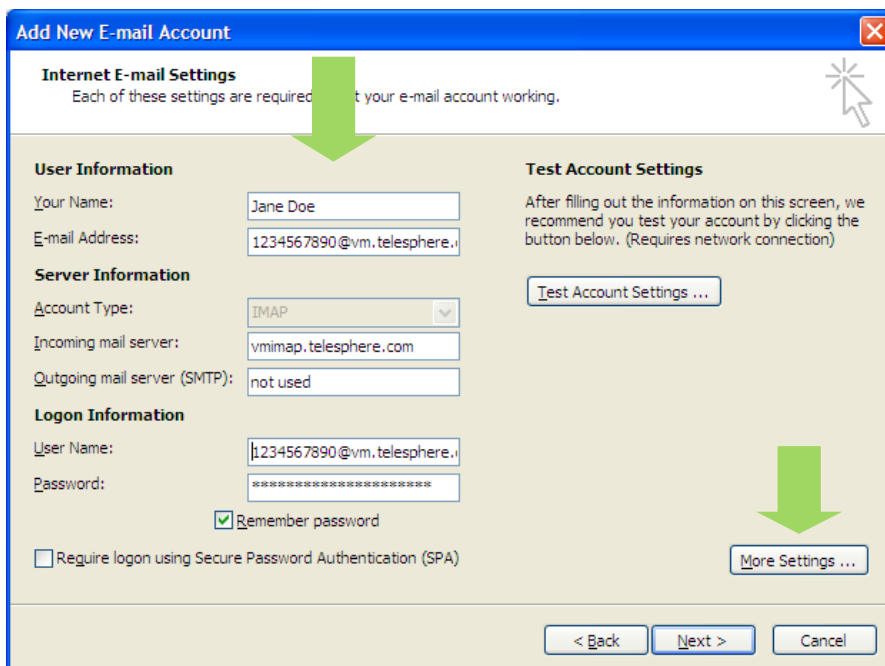 Add New E-mail Account
Internet E-mail Settings
Each of these settings are required t your e-mail account working.
User Information
Your Name:
Jane Doe
E-mail Address:
1234567890@vm.telesphere.
Server Information
Account Type:
IMAP
Incoming mail server:
vmimap.telesphere.com
Outgoing mail server (SMTP):
not used
Logon Information
User Name:
1234567890@vm.telesphere.
Password:
*********************
Remember password
Require logon using Secure Password Authentication (SPA)
Test Account Settings
After filling out the information on this screen, we
recommend you test your account by clicking the
button below. (Requires network connection)
Test Account Settings ...
More Settings ...
< Back
Next >
Cancel